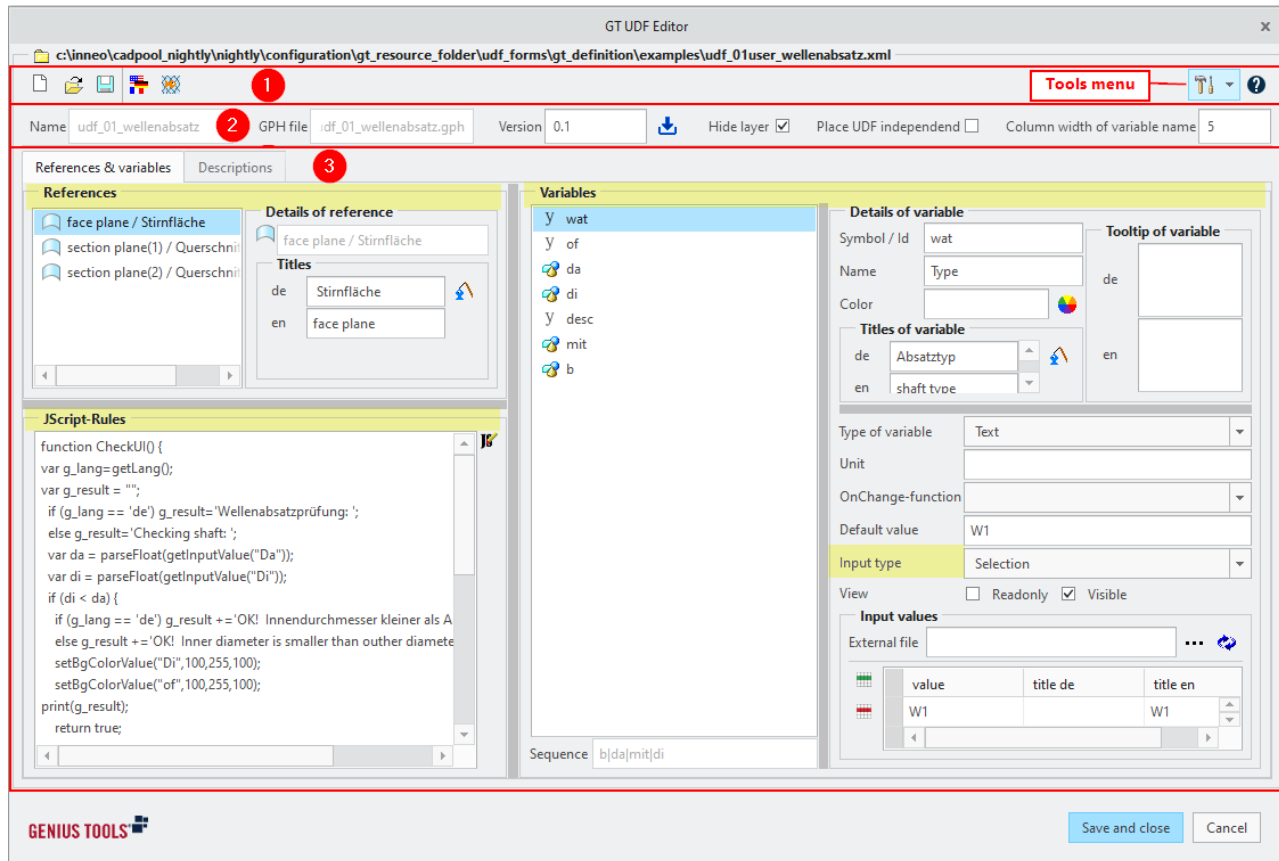 GT UDF Editor
x
c:\inneo\cadpool_nightly\nightly\configuration\gt_resource_folder\udf_forms\gt_definition\examples\udf_01user_wellenabsatz.xml
1
Tools menu
Name udf_01_wellenabsatz 2 GPH file df_01_wellenabsatz.gph Version 0.1 Hide layer Place UDF independend Column width of variable name 5
References & variables Descriptions 3
References
face plane / Stirnfläche
section plane(1) / Querschni
section plane(2) / Querschni
Details of reference
face plane / Stirnfläche
Titles
de Stirnfläche
en face plane
JScript-Rules
function CheckUI() {
var g_lang=getLang();
var g_result = "";
if (g_lang == 'de') g_result='Wellenabsatzprüfung: ';
else g_result='Checking shaft: ';
var da = parseFloat(getInputValue("Da"));
var di = parseFloat(getInputValue("Di"));
if (di < da) {
if (g_lang == 'de') g_result +='OK! Innendurchmesser kleiner als A
else g_result +='OK! Inner diameter is smaller than outher diamete
setBgColorValue("Di",100,255,100);
setBgColorValue("of",100,255,100);
print(g_result);
return true;
Variables
y wat
y of
da
di
y desc
mit
b
Sequence b|da|mit|di
Details of variable
Symbol / Id wat
Name Type
Color
Titles of variable
de Absatztyp
en shaft type
Tooltip of variable
de
en
Type of variable Text
Unit
OnChange-function
Default value W1
Input type Selection
View Readonly Visible
Input values
External file ...
value title de title en
W1 W1
GENIUS TOOLS
Save and close Cancel